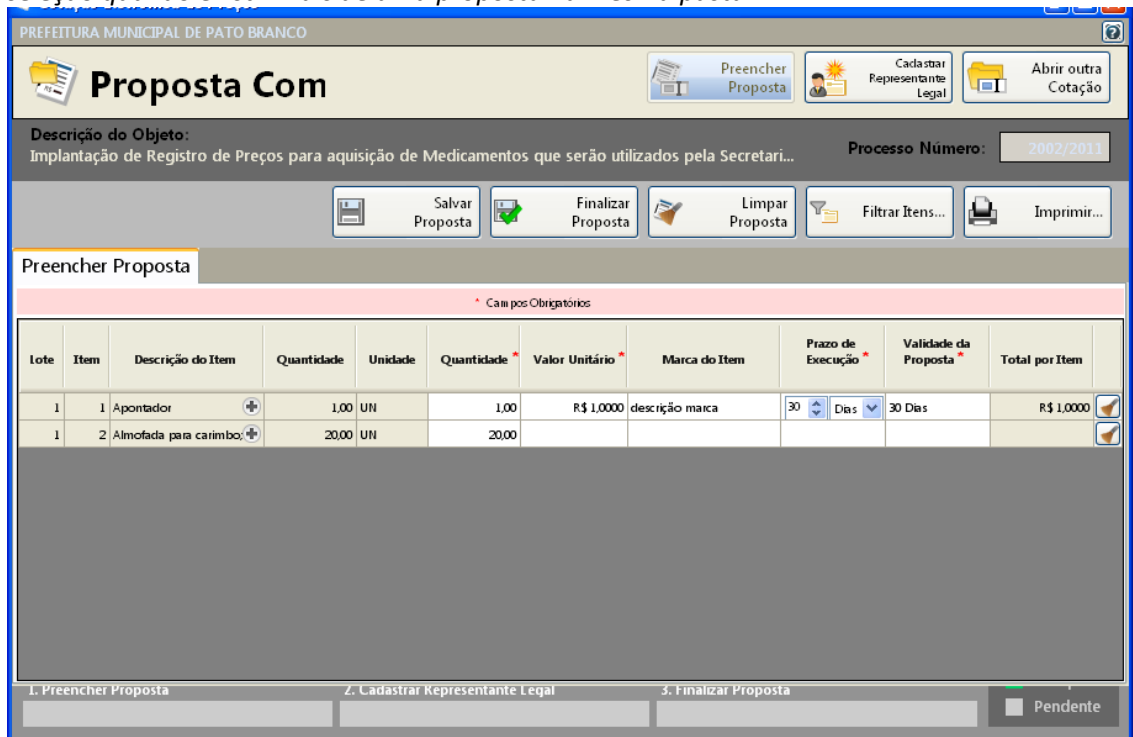 PREFEITURA MUNICIPAL DE PATO BRANCO
Proposta Com
Preencher
Proposta
Cadastrar
Representante
Legal
Abrir outra
Cotação
Descrição do Objeto:
Implantação de Registro de Preços para aquisição de Medicamentos que serão utilizados pela Secretari...
Processo Número:
2002/2011
Salvar
Proposta
Finalizar
Proposta
Limpar
Proposta
Filtrar Itens...
Imprimir...
Preencher Proposta
* Campos Obrigatórios
Lote Item Descrição do Item Quantidade Unidade Quantidade * Valor Unitário * Marca do Item Prazo de Execução * Validade da Proposta * Total por Item
1 1 Apontador 1,00 UN 1,00 R$ 1,0000 descrição marca 30 Dias 30 Dias R$ 1,0000
1 2 Almofada para carimbo; 20,00 UN 20,00
1. Preencher Proposta 2. Cadastrar Representante Legal 3. Finalizar Proposta
Pendente